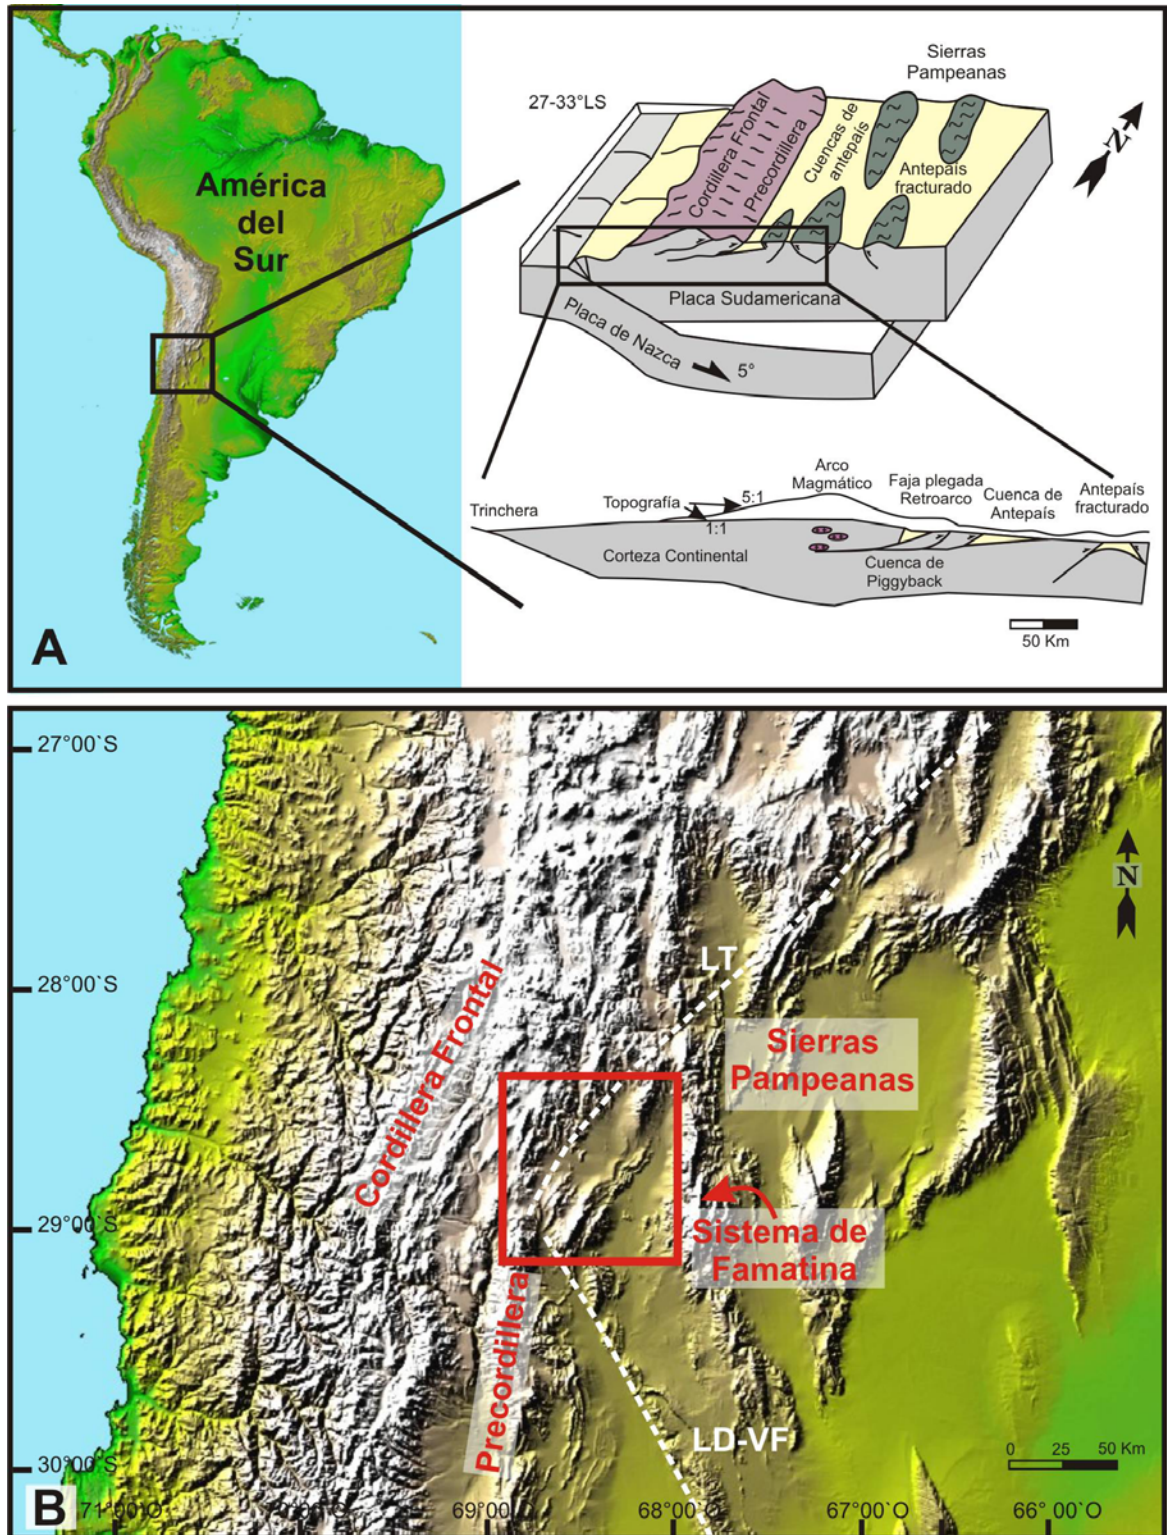 América
del
Sur
A
27-33°LS
Sierras
Pampeanas
N
Cordillera Frontal
Precordillera
Cuencas de
antepaís
Antepaís
fracturado
Placa Sudamericana
Placa de Nazca
5°
Trinchera
Topografía
5:1
1:1
Arco
Magmático
Faja plegada
Retroarco
Cuenca de
Antepaís
Antepaís
fracturado
Corteza Continental
Cuenca de
Piggyback
50 Km
27°00`S
N
LT
28°00`S
Cordillera Frontal
Sierras
Pampeanas
29°00`S
Sistema de
Famatina
Precordillera
LD-VF
0 25 50 Km
30°00`S
B
71°00`O
69°00`O
68°00`O
67°00`O
66°00`O